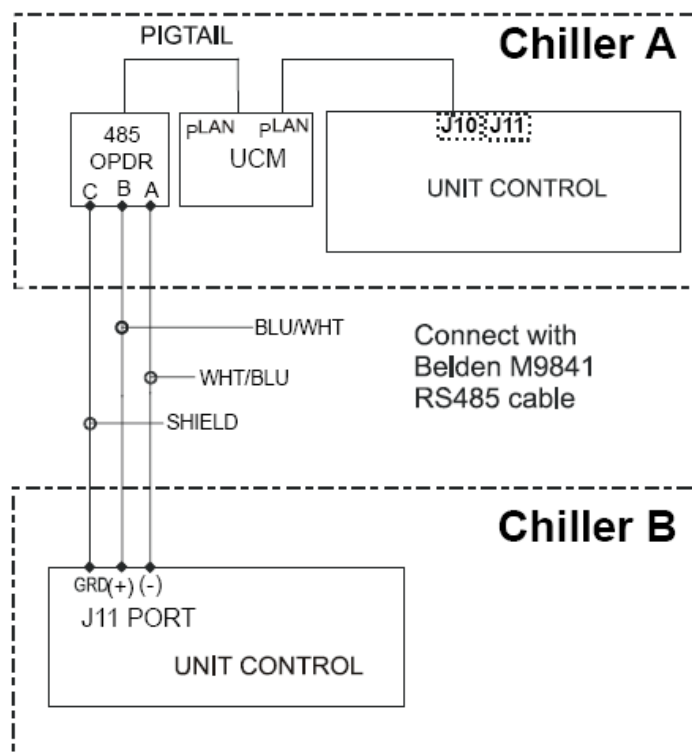 Chiller A
PIGTAIL
485
OPDR
C B A
pLAN pLAN
UCM
J10 J11
UNIT CONTROL
BLU/WHT
WHT/BLU
SHIELD
Connect with
Belden M9841
RS485 cable
Chiller B
GRD(+) (-)
J11 PORT
UNIT CONTROL